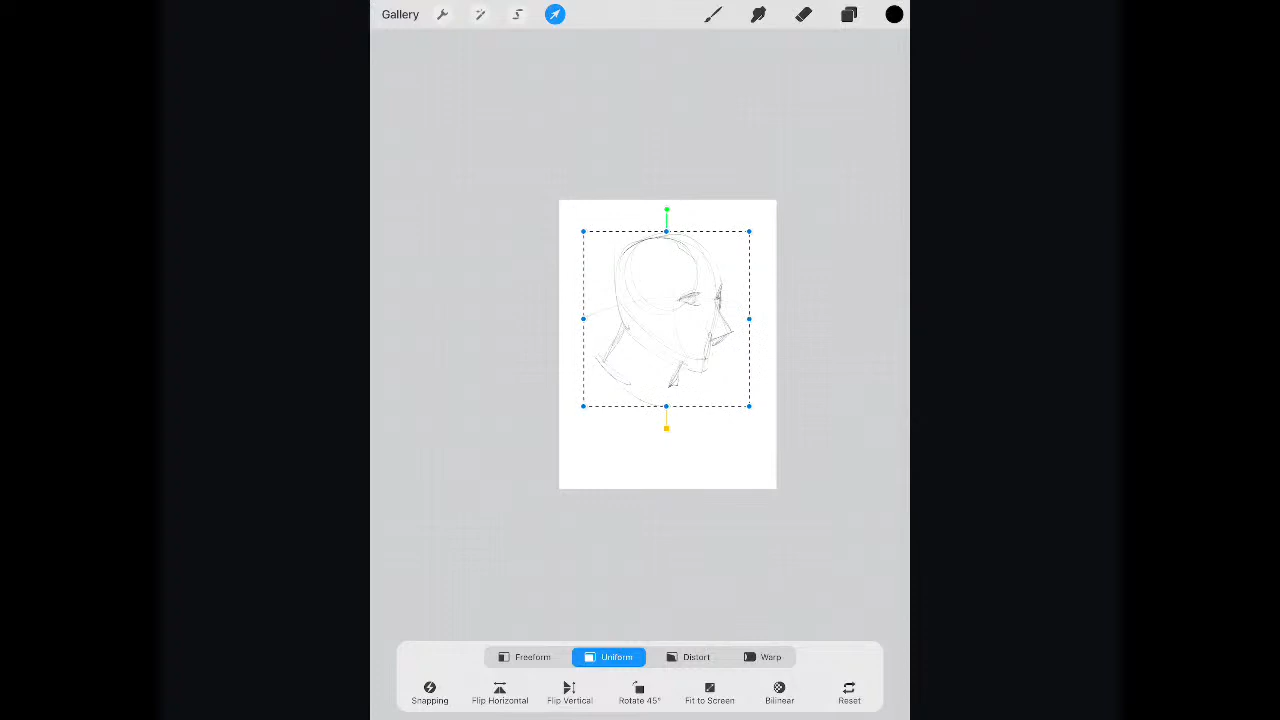 Gallery
Freeform Uniform Distort Warp
Snapping Flip Horizontal Flip Vertical Rotate 45° Fit to Screen Bilinear Reset